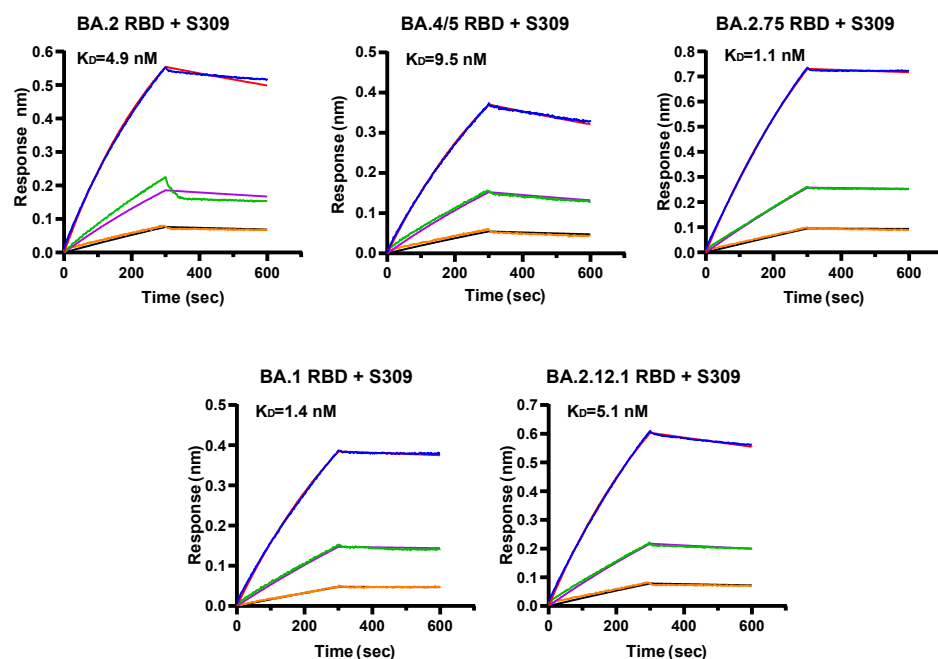 BA.2 RBD + S309
K_D=4.9 nM
Response nm)
0.6
0.5
0.4
0.3
0.2
0.1
0.0
0 200 400 600
Time (sec)
BA.4/5 RBD + S309
K_D=9.5 nM
Response (nm)
0.5
0.4
0.3
0.2
0.1
0.0
0 200 400 600
Time (sec)
BA.2.75 RBD + S309
K_D=1.1 nM
Response (nm)
0.8
0.7
0.6
0.5
0.4
0.3
0.2
0.1
0.0
0 200 400 600
Time (sec)
BA.1 RBD + S309
K_D=1.4 nM
Response (nm)
0.5
0.4
0.3
0.2
0.1
0.0
0 200 400 600
Time (sec)
BA.2.12.1 RBD + S309
K_D=5.1 nM
Response (nm)
0.7
0.6
0.5
0.4
0.3
0.2
0.1
0.0
0 200 400 600
Time (sec)